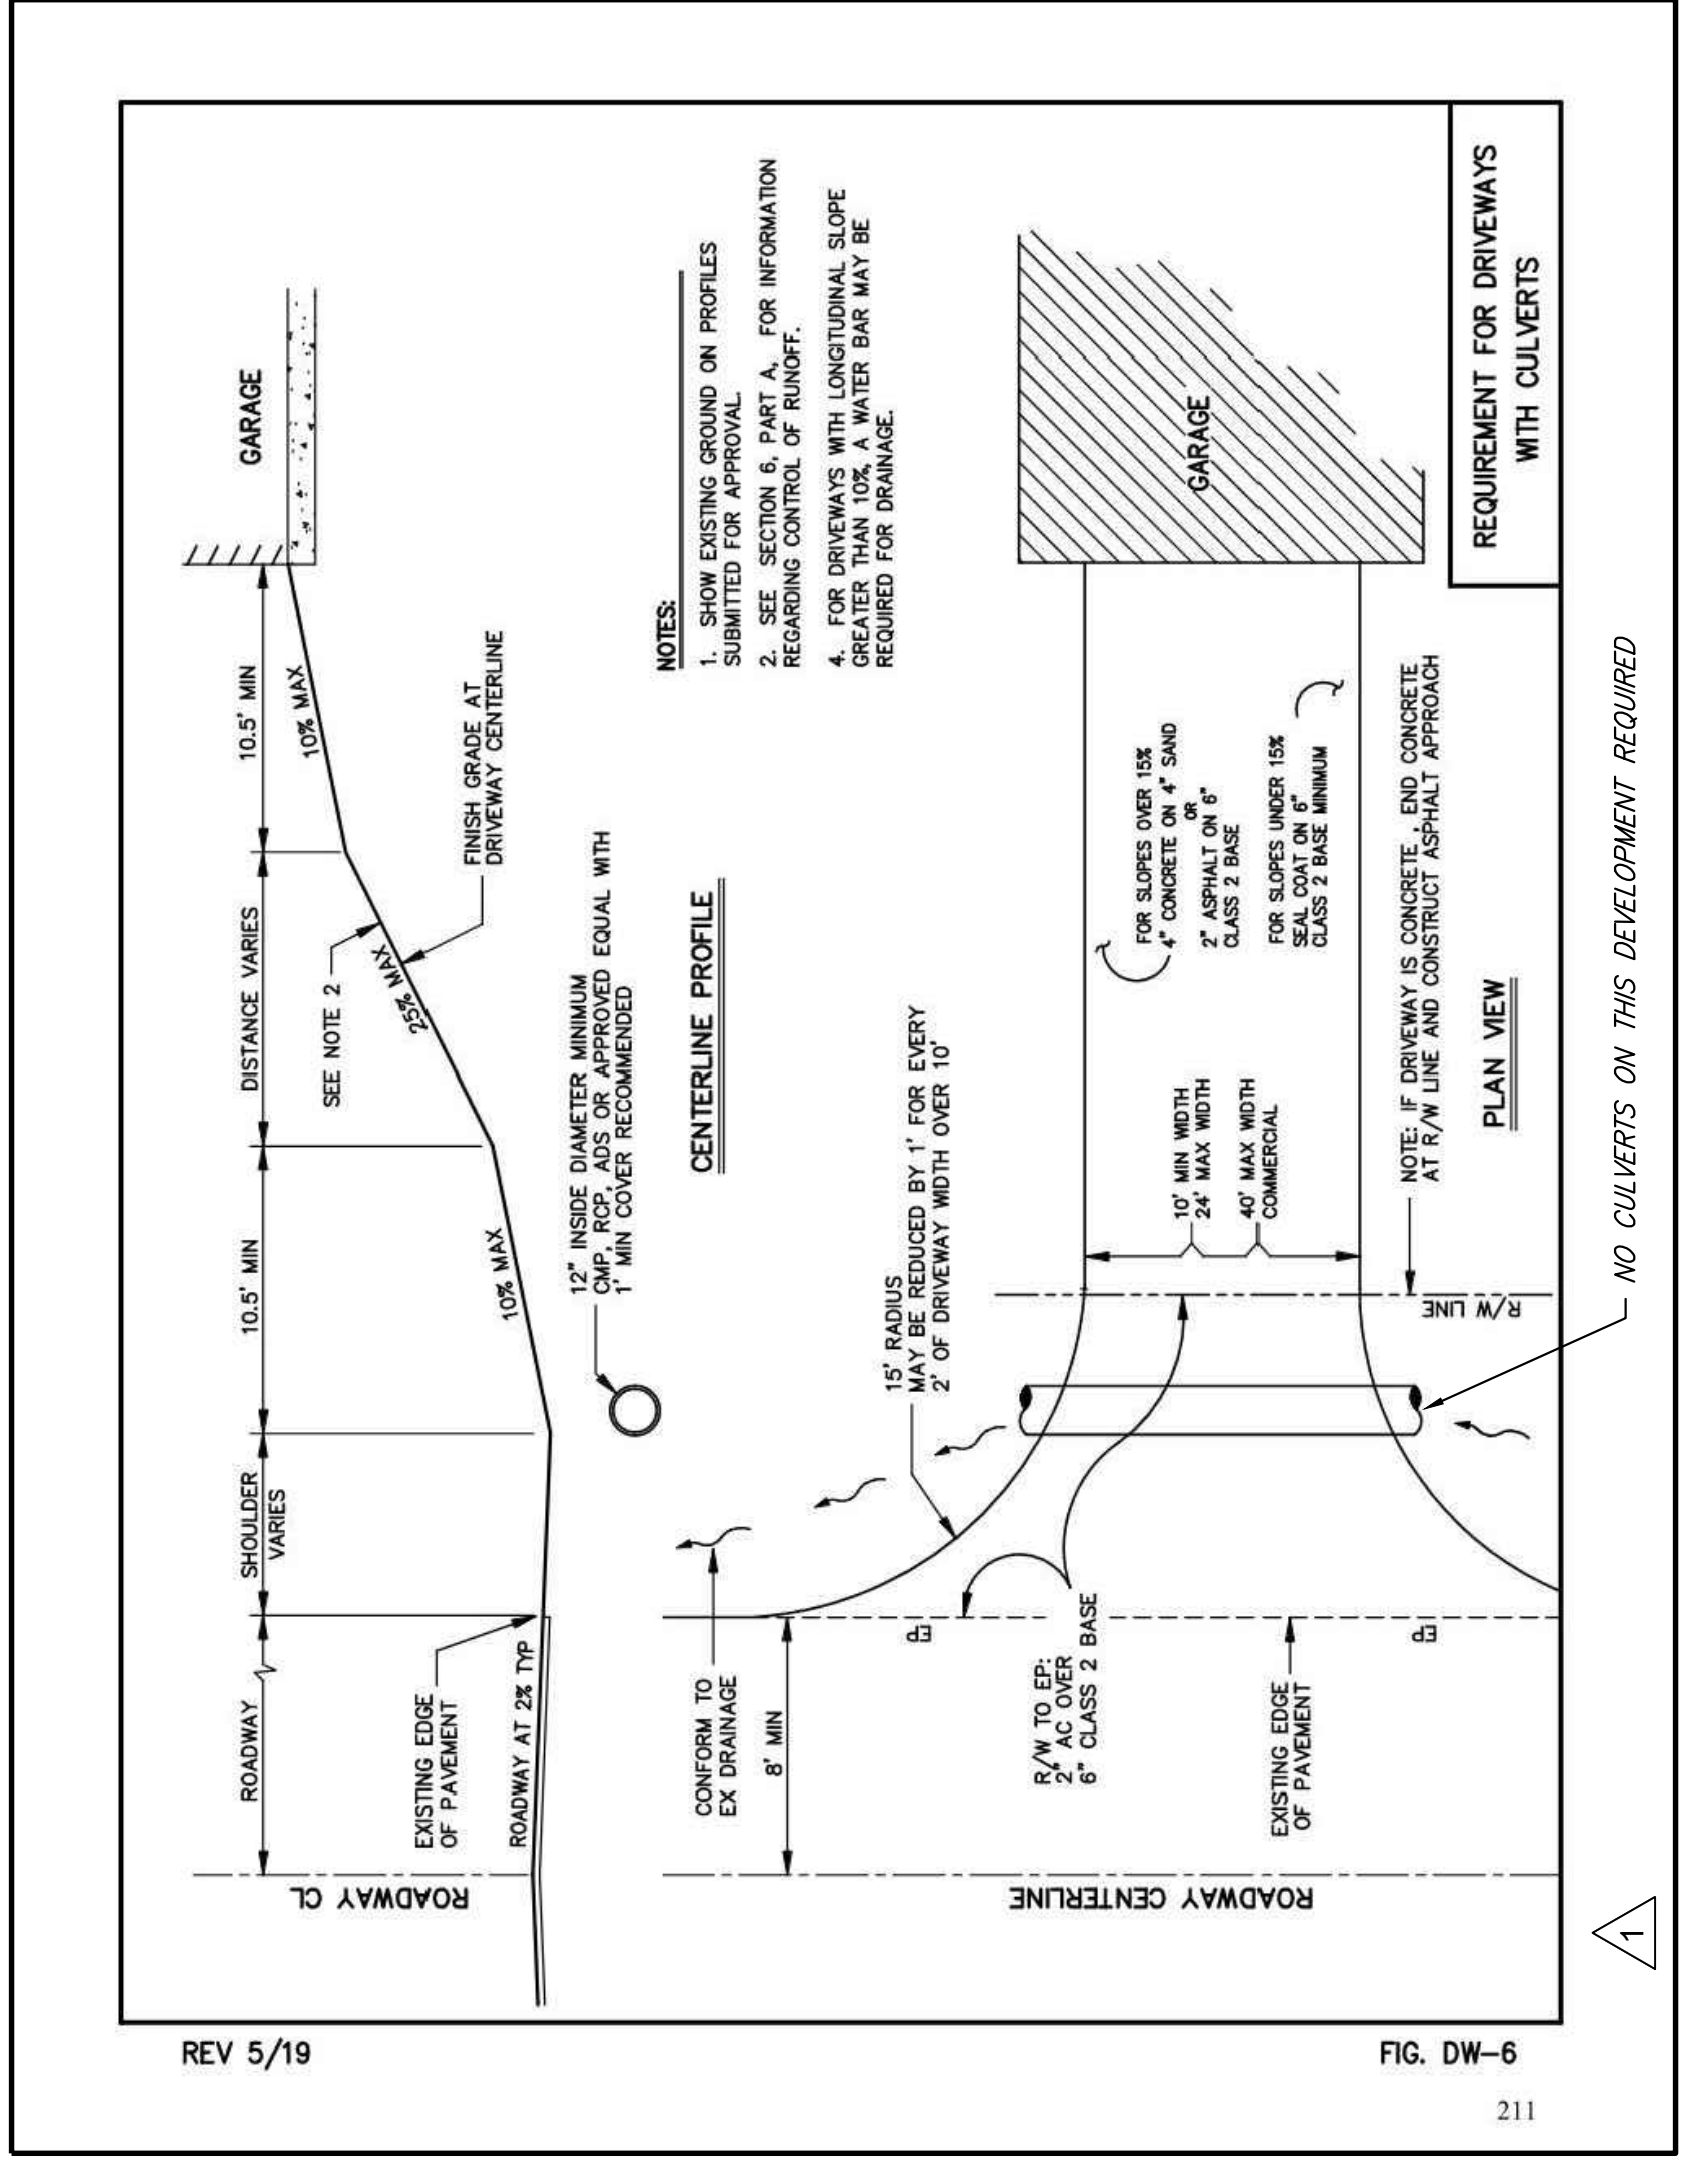 ROADWAY
SHOULDER
VARIES
10.5' MIN
DISTANCE VARIES
10.5' MIN
GARAGE
SEE NOTE 2
10% MAX
25% MAX
10% MAX
FINISH GRADE AT
DRIVEWAY CENTERLINE
EXISTING EDGE
OF PAVEMENT
ROADWAY AT 2% TYP
ROADWAY CL
12" INSIDE DIAMETER MINIMUM
CMP, RCP, ADS OR APPROVED EQUAL WITH
1' MIN COVER RECOMMENDED
CENTERLINE PROFILE
NOTES:
1. SHOW EXISTING GROUND ON PROFILES
SUBMITTED FOR APPROVAL.
2. SEE SECTION 6, PART A, FOR INFORMATION
REGARDING CONTROL OF RUNOFF.
4. FOR DRIVEWAYS WITH LONGITUDINAL SLOPE
GREATER THAN 10%, A WATER BAR MAY BE
REQUIRED FOR DRAINAGE.
CONFORM TO
EX DRAINAGE
8' MIN
15' RADIUS
MAY BE REDUCED BY 1' FOR EVERY
2' OF DRIVEWAY WIDTH OVER 10'
EP
R/W TO EP:
2" AC OVER
6" CLASS 2 BASE
ROADWAY CENTERLINE
10' MIN WIDTH
24' MAX WIDTH
40' MAX WIDTH
COMMERCIAL
FOR SLOPES OVER 15%
4" CONCRETE ON 4" SAND
OR
2" ASPHALT ON 6"
CLASS 2 BASE
FOR SLOPES UNDER 15%
SEAL COAT ON 6"
CLASS 2 BASE MINIMUM
GARAGE
EXISTING EDGE
OF PAVEMENT
EP
R/W LINE
NOTE: IF DRIVEWAY IS CONCRETE, END CONCRETE
AT R/W LINE AND CONSTRUCT ASPHALT APPROACH
PLAN VIEW
REQUIREMENT FOR DRIVEWAYS
WITH CULVERTS
NO CULVERTS ON THIS DEVELOPMENT REQUIRED
1
REV 5/19
FIG. DW-6
211